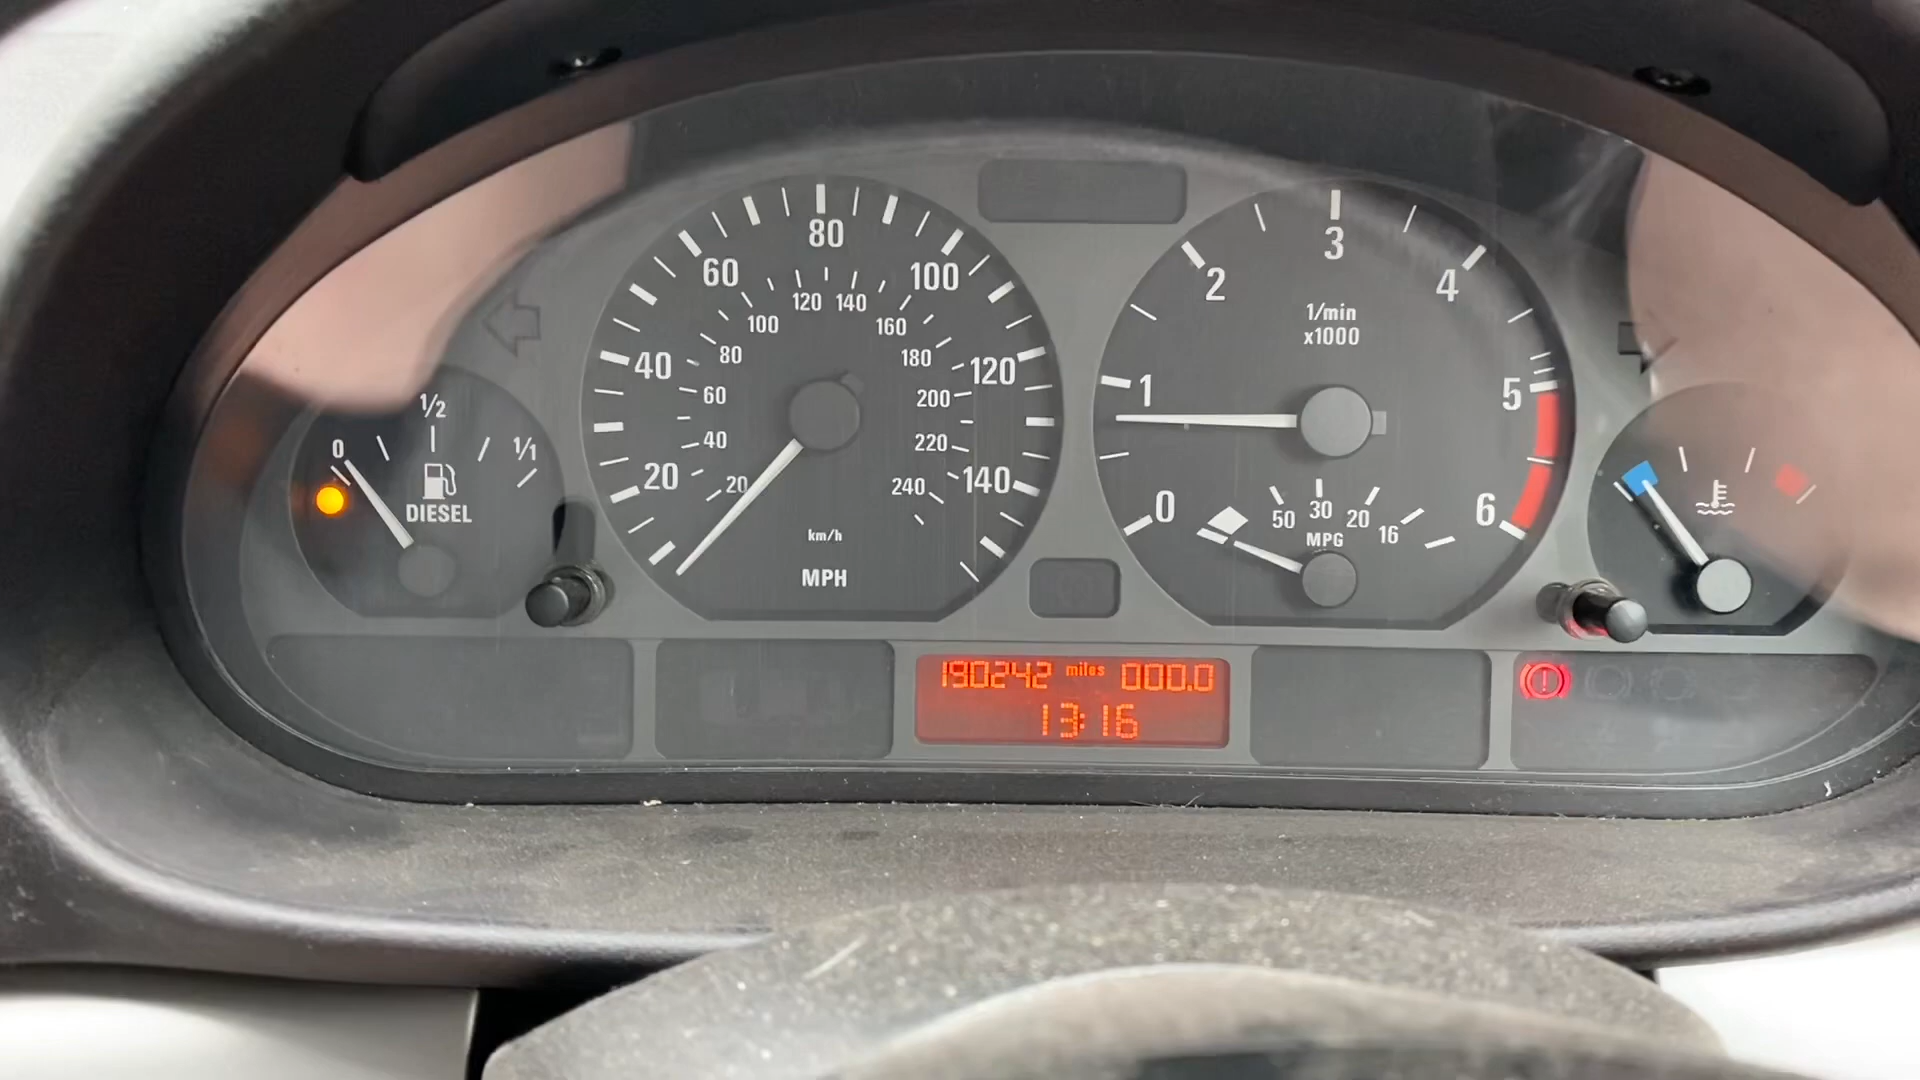 0 1/2 1/1
DIESEL
20 40 60 80 100 120 140
20 40 60 80 100 120 140 160 180 200 220 240
km/h
MPH
0 1 2 3 4 5 6
1/min
x1000
50 30 20 16
MPG
190242 miles 000.0
13:16